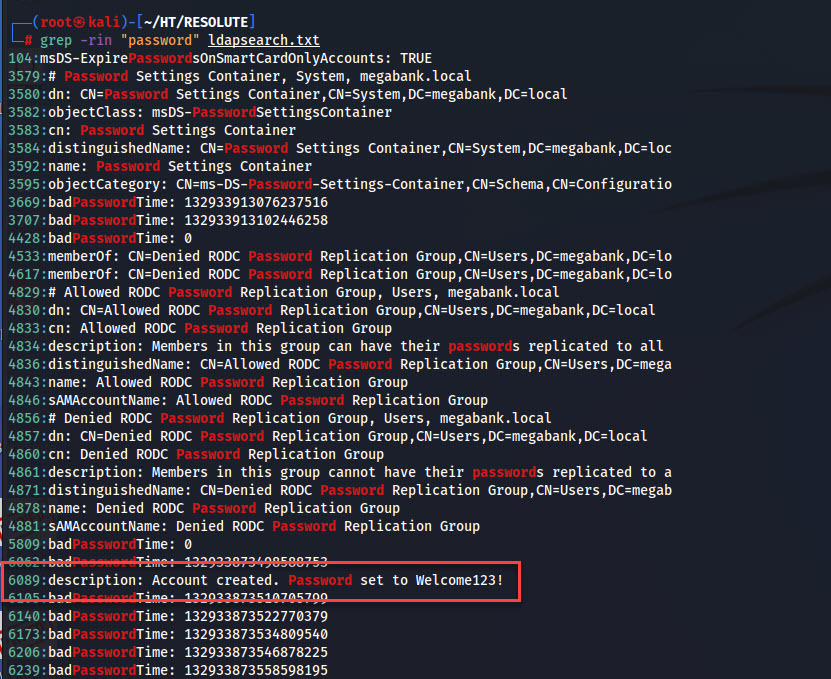 (root㉿kali)-[~/HT/RESOLUTE]
# grep -rin "password" ldapsearch.txt
104:msDS-ExpirePasswordsOnSmartCardOnlyAccounts: TRUE
3579:# Password Settings Container, System, megabank.local
3580:dn: CN=Password Settings Container,CN=System,DC=megabank,DC=local
3582:objectClass: msDS-PasswordSettingsContainer
3583:cn: Password Settings Container
3584:distinguishedName: CN=Password Settings Container,CN=System,DC=megabank,DC=loc
3592:name: Password Settings Container
3595:objectCategory: CN=ms-DS-Password-Settings-Container,CN=Schema,CN=Configuratio
3669:badPasswordTime: 132933913076237516
3707:badPasswordTime: 132933913102446258
4428:badPasswordTime: 0
4533:memberOf: CN=Denied RODC Password Replication Group,CN=Users,DC=megabank,DC=lo
4617:memberOf: CN=Denied RODC Password Replication Group,CN=Users,DC=megabank,DC=lo
4829:# Allowed RODC Password Replication Group, Users, megabank.local
4830:dn: CN=Allowed RODC Password Replication Group,CN=Users,DC=megabank,DC=local
4833:cn: Allowed RODC Password Replication Group
4834:description: Members in this group can have their passwords replicated to all
4836:distinguishedName: CN=Allowed RODC Password Replication Group,CN=Users,DC=mega
4843:name: Allowed RODC Password Replication Group
4846:sAMAccountName: Allowed RODC Password Replication Group
4856:# Denied RODC Password Replication Group, Users, megabank.local
4857:dn: CN=Denied RODC Password Replication Group,CN=Users,DC=megabank,DC=local
4860:cn: Denied RODC Password Replication Group
4861:description: Members in this group cannot have their passwords replicated to a
4871:distinguishedName: CN=Denied RODC Password Replication Group,CN=Users,DC=megab
4878:name: Denied RODC Password Replication Group
4881:sAMAccountName: Denied RODC Password Replication Group
5809:badPasswordTime: 0
6062:badPasswordTime: 132933873498588753
6089:description: Account created. Password set to Welcome123!
6105:badPasswordTime: 132933873510705799
6140:badPasswordTime: 132933873522770379
6173:badPasswordTime: 132933873534809540
6206:badPasswordTime: 132933873546878225
6239:badPasswordTime: 132933873558598195